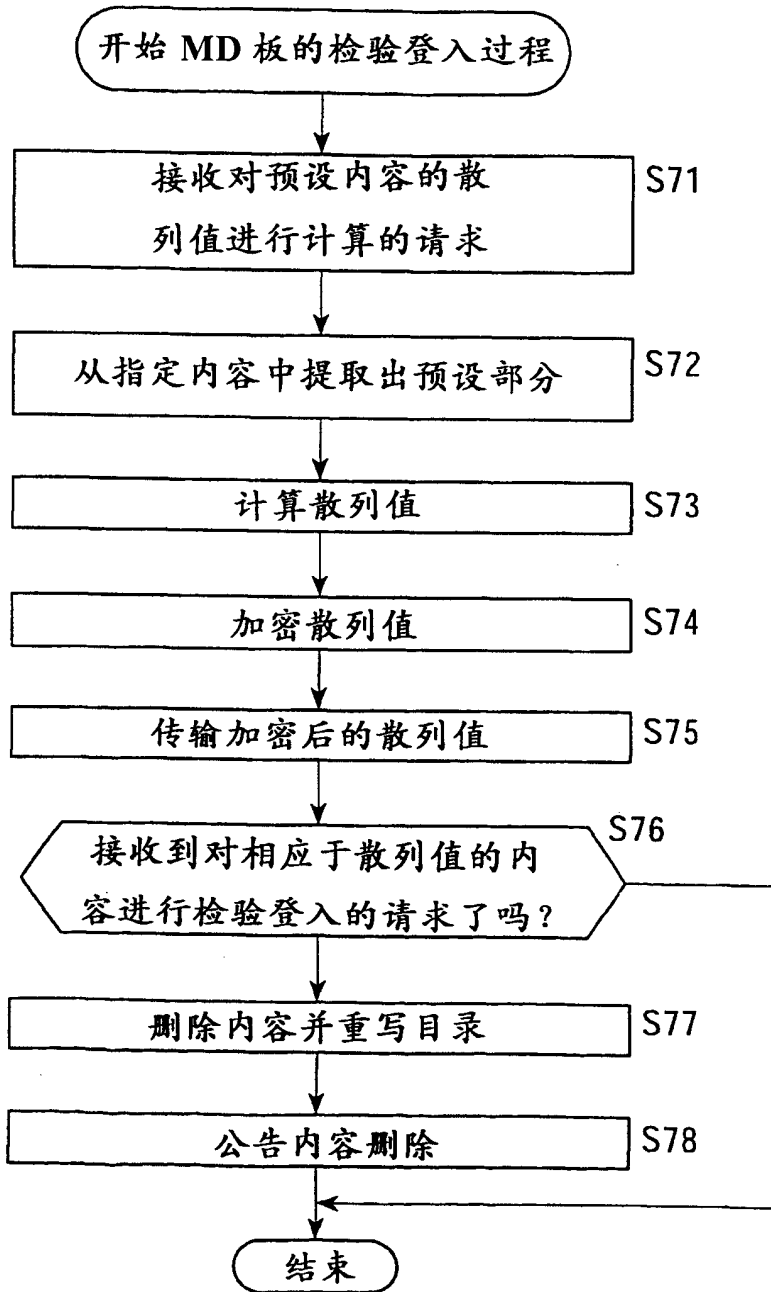 开始 MD 板的检验登入过程
接收对预设内容的散
列值进行计算的请求
S71
从指定内容中提取出预设部分
S72
计算散列值
S73
加密散列值
S74
传输加密后的散列值
S75
S76
接收到对相应于散列值的内
容进行检验登入的请求了吗?
删除内容并重写目录
S77
公告内容删除
S78
结束